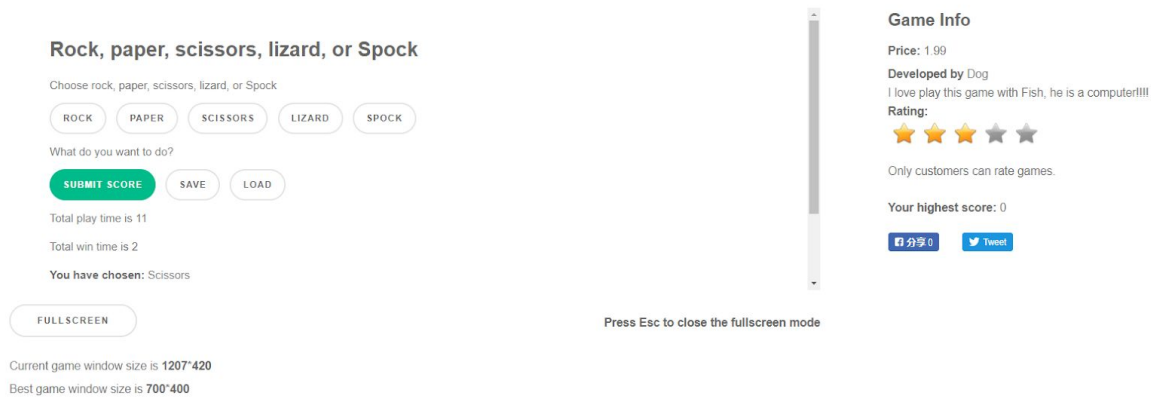 Rock, paper, scissors, lizard, or Spock
Choose rock, paper, scissors, lizard, or Spock
ROCK PAPER SCISSORS LIZARD SPOCK
What do you want to do?
SUBMIT SCORE SAVE LOAD
Total play time is 11
Total win time is 2
You have chosen: Scissors
FULLSCREEN
Press Esc to close the fullscreen mode
Current game window size is 1207*420
Best game window size is 700*400
Game Info
Price: 1.99
Developed by Dog
I love play this game with Fish, he is a computer!!!!
Rating:
Only customers can rate games.
Your highest score: 0
分享 0
Tweet